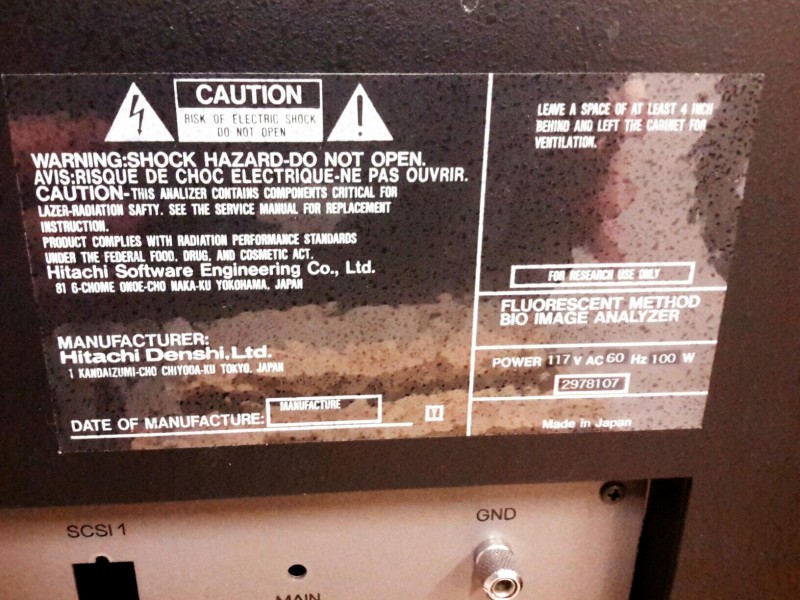 CAUTION
RISK OF ELECTRIC SHOCK
DO NOT OPEN
WARNING:SHOCK HAZARD-DO NOT OPEN.
AVIS:RISQUE DE CHOC ELECTRIQUE-NE PAS OUVRIR.
CAUTION-THIS ANALIZER CONTAINS COMPONENTS CRITICAL FOR
LAZER-RADIATION SAFTY. SEE THE SERVICE MANUAL FOR REPLACEMENT
INSTRUCTION.
PRODUCT COMPLIES WITH RADIATION PERFORMANCE STANDARDS
UNDER THE FEDERAL FOOD, DRUG, AND COSMETIC ACT.
Hitachi Software Engineering Co., Ltd.
81 6-CHOME ONOE-CHO NAKA-KU YOKOHAMA, JAPAN
MANUFACTURER:
Hitachi Denshi,Ltd.
1 KANDAIZUMI-CHO CHIYODA-KU TOKYO, JAPAN
DATE OF MANUFACTURE:
MANUFACTURE
LEAVE A SPACE OF AT LEAST 4 INCH
BEHIND AND LEFT THE CABINET FOR
VENTILATION.
FOR RESEARCH USE ONLY
FLUORESCENT METHOD
BIO IMAGE ANALYZER
POWER 117 V AC 60 Hz 100 W
2978107
Made in Japan
SCSI 1
MAIN
GND